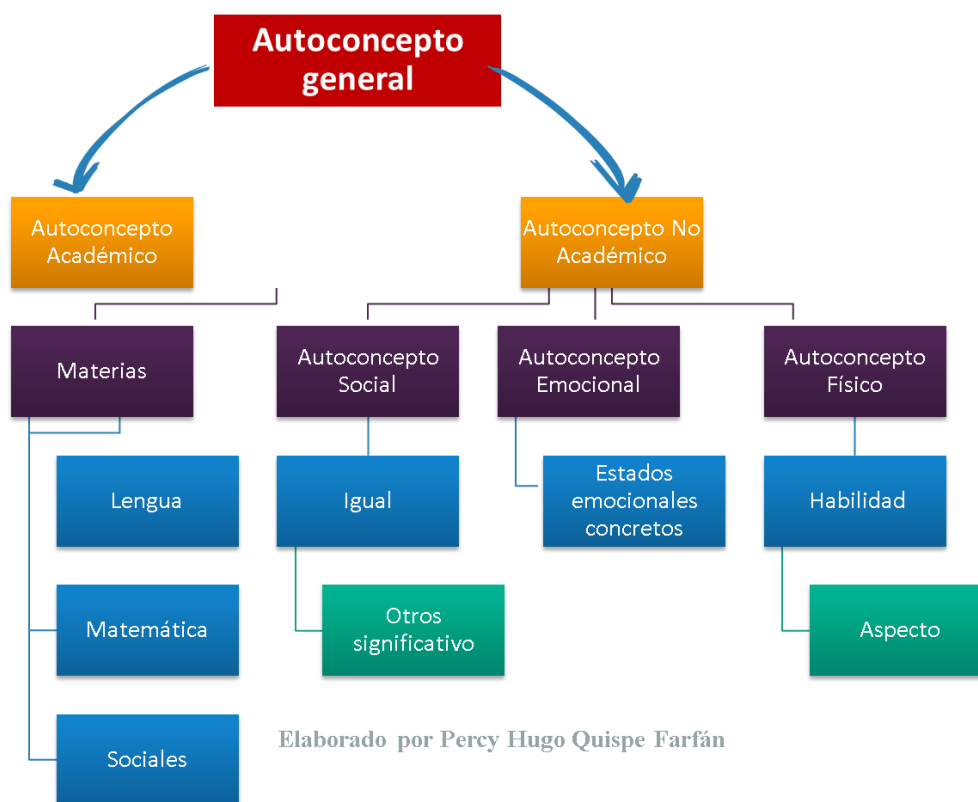 Autoconcepto
general
Autoconcepto
Académico
Autoconcepto No
Académico
Materias
Autoconcepto
Social
Autoconcepto
Emocional
Autoconcepto
Físico
Lengua
Igual
Estados
emocionales
concretos
Habilidad
Matemática
Otros
significativo
Aspecto
Sociales
Elaborado por Percy Hugo Quispe Farfán